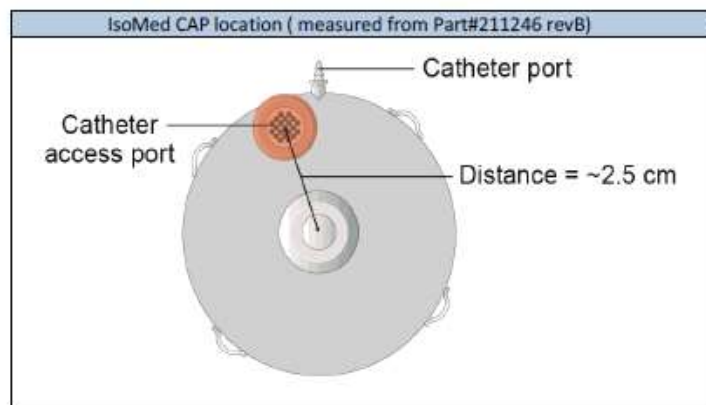 IsoMed CAP location ( measured from Part#211246 revB)
Catheter port
Catheter
access port
Distance = ~2.5 cm